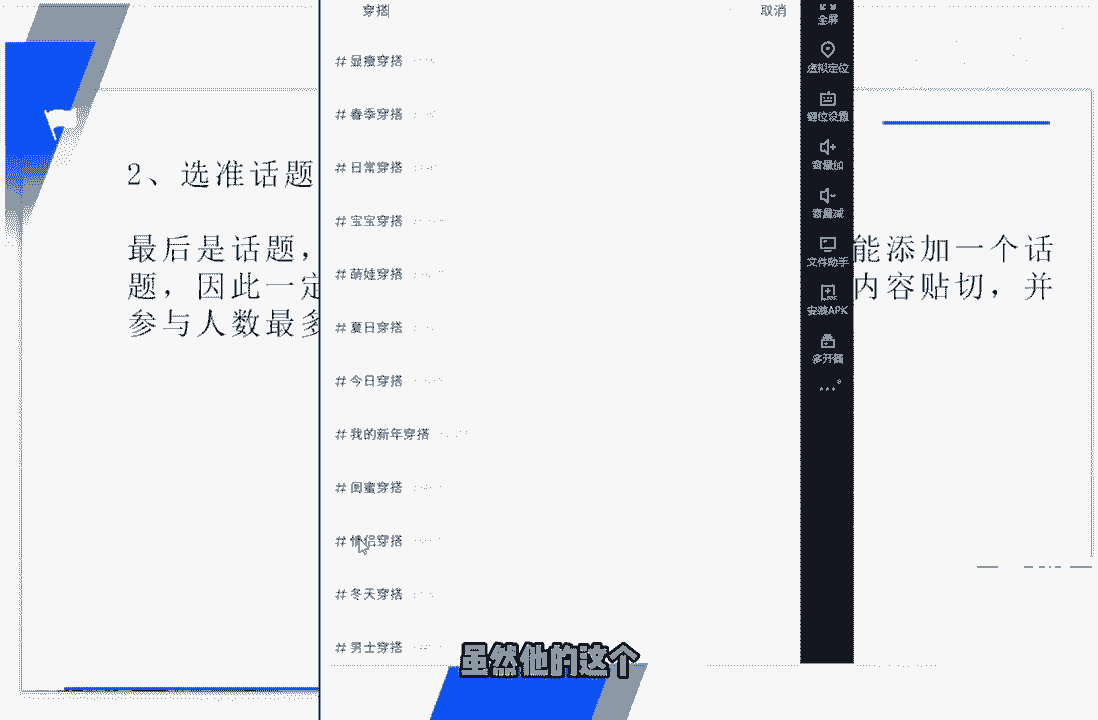 穿搭
取消
# 显瘦穿搭
# 春季穿搭
# 日常穿搭
# 宝宝穿搭
# 萌娃穿搭
# 夏日穿搭
# 今日穿搭
# 我的新年穿搭
# 闺蜜穿搭
# 情侣穿搭
# 冬天穿搭
# 男士穿搭
全屏
虚拟定位
键位设置
音量加
音量减
文件助手
安装APK
多开器
2、选准话题
最后是话题，
能添加一个话
题，因此一定
内容贴切，并
参与人数最多
虽然他的这个